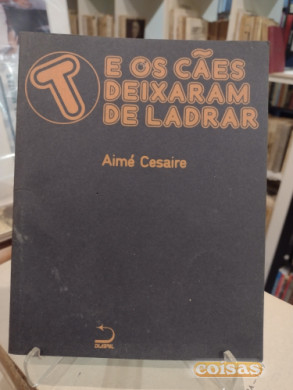 T
E OS CÃES
DEIXARAM
DE LADRAR
Aimé Cesaire
coisas